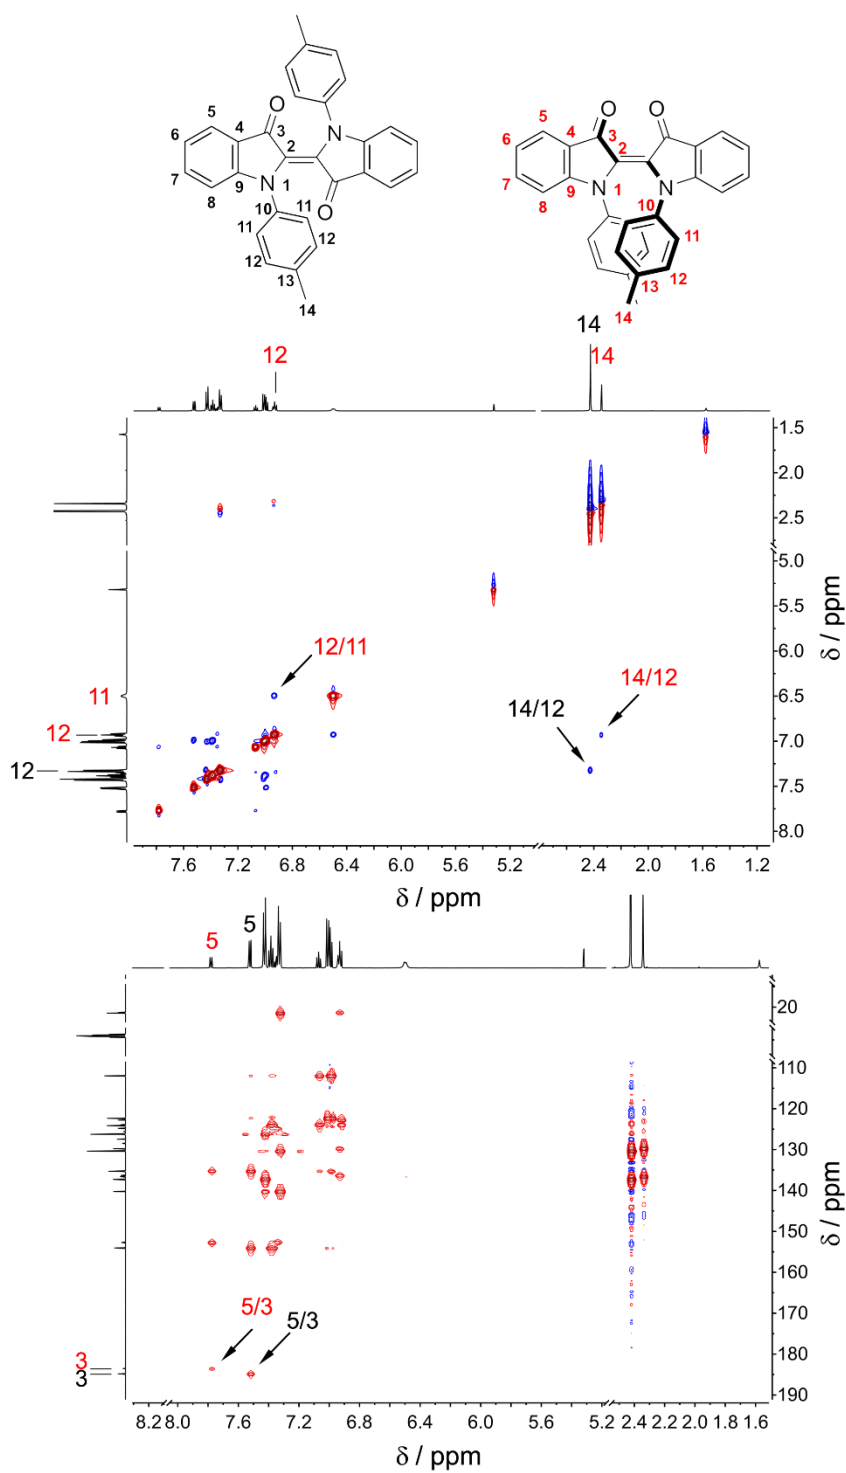 O O O
5 N 5
4 3 4 3
6 2 6 2
7 9 N 1 7 9 N 1 N
8 O 8
10 11 10 11
11 12 12
12 13 13
14 14
14
12 14
1.5
2.0
2.5
5.0
5.5
12/11 6.0
11 14/12 6.5
12 14/12 7.0
12 7.5
8.0
δ / ppm
7.6 7.2 6.8 6.4 6.0 5.6 5.2 2.4 2.0 1.6 1.2
δ / ppm
5 5
20
110
120
130
140
150
160
170
5/3 5/3
3 180
3 190
δ / ppm
8.2 8.0 7.6 7.2 6.8 6.4 6.0 5.6 5.2 2.4 2.2 2.0 1.8 1.6
δ / ppm